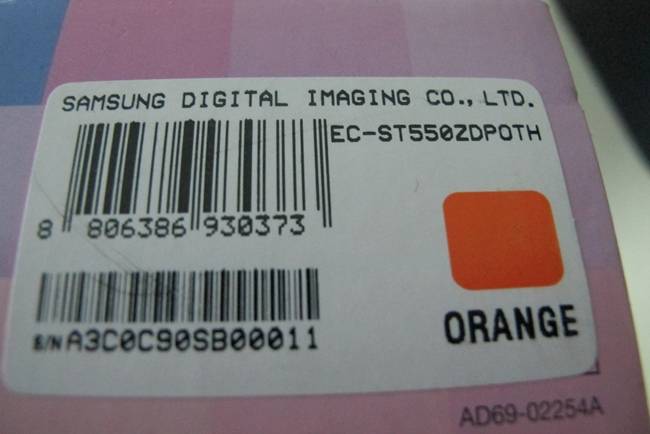 SAMSUNG DIGITAL IMAGING CO., LTD.
EC-ST550ZDPOTH
8 806386 930373
S/N A3C0C90SB00011
ORANGE
AD69-02254A